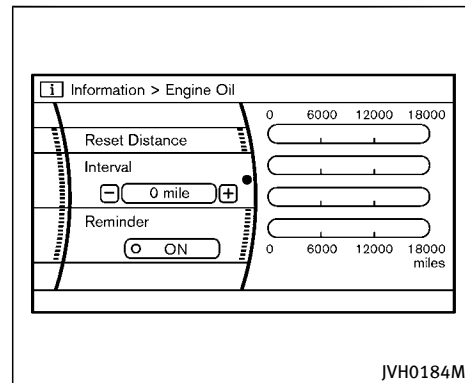 i Information > Engine Oil
0 6000 12000 18000
Reset Distance
Interval
− 0 mile +
Reminder
ON
0 6000 12000 18000
miles
JVH0184M